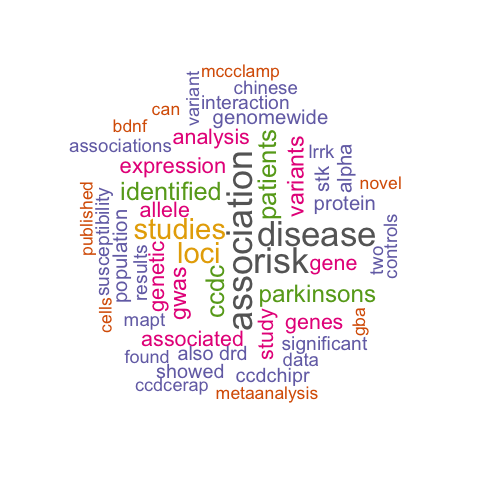 mccclamp
variant
chinese
can
interaction
genomewide
bdnf
analysis
associations
patients
variants
lrrk
alpha
expression
association
stk
identified
novel
published
susceptibility
allele
protein
population
studies
disease
controls
two
results
genetic
loci
risk
gene
gwas
ccdc
parkinsons
cells
mapt
gba
study
genes
associated
significant
found
also
drd
data
showed
ccdchipr
ccdcerap
metaanalysis